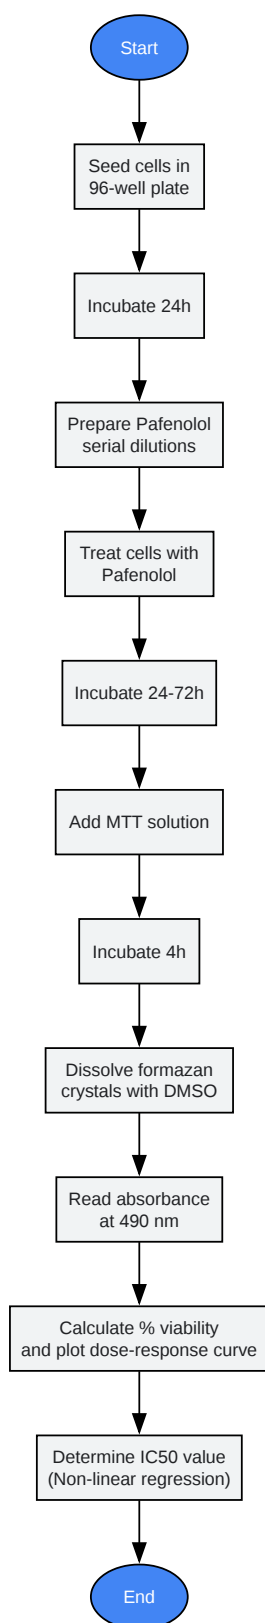 Start
Seed cells in
96-well plate
Incubate 24h
Prepare Pafenolol
serial dilutions
Treat cells with
Pafenolol
Incubate 24-72h
Add MTT solution
Incubate 4h
Dissolve formazan
crystals with DMSO
Read absorbance
at 490 nm
Calculate % viability
and plot dose-response curve
Determine IC50 value
(Non-linear regression)
End